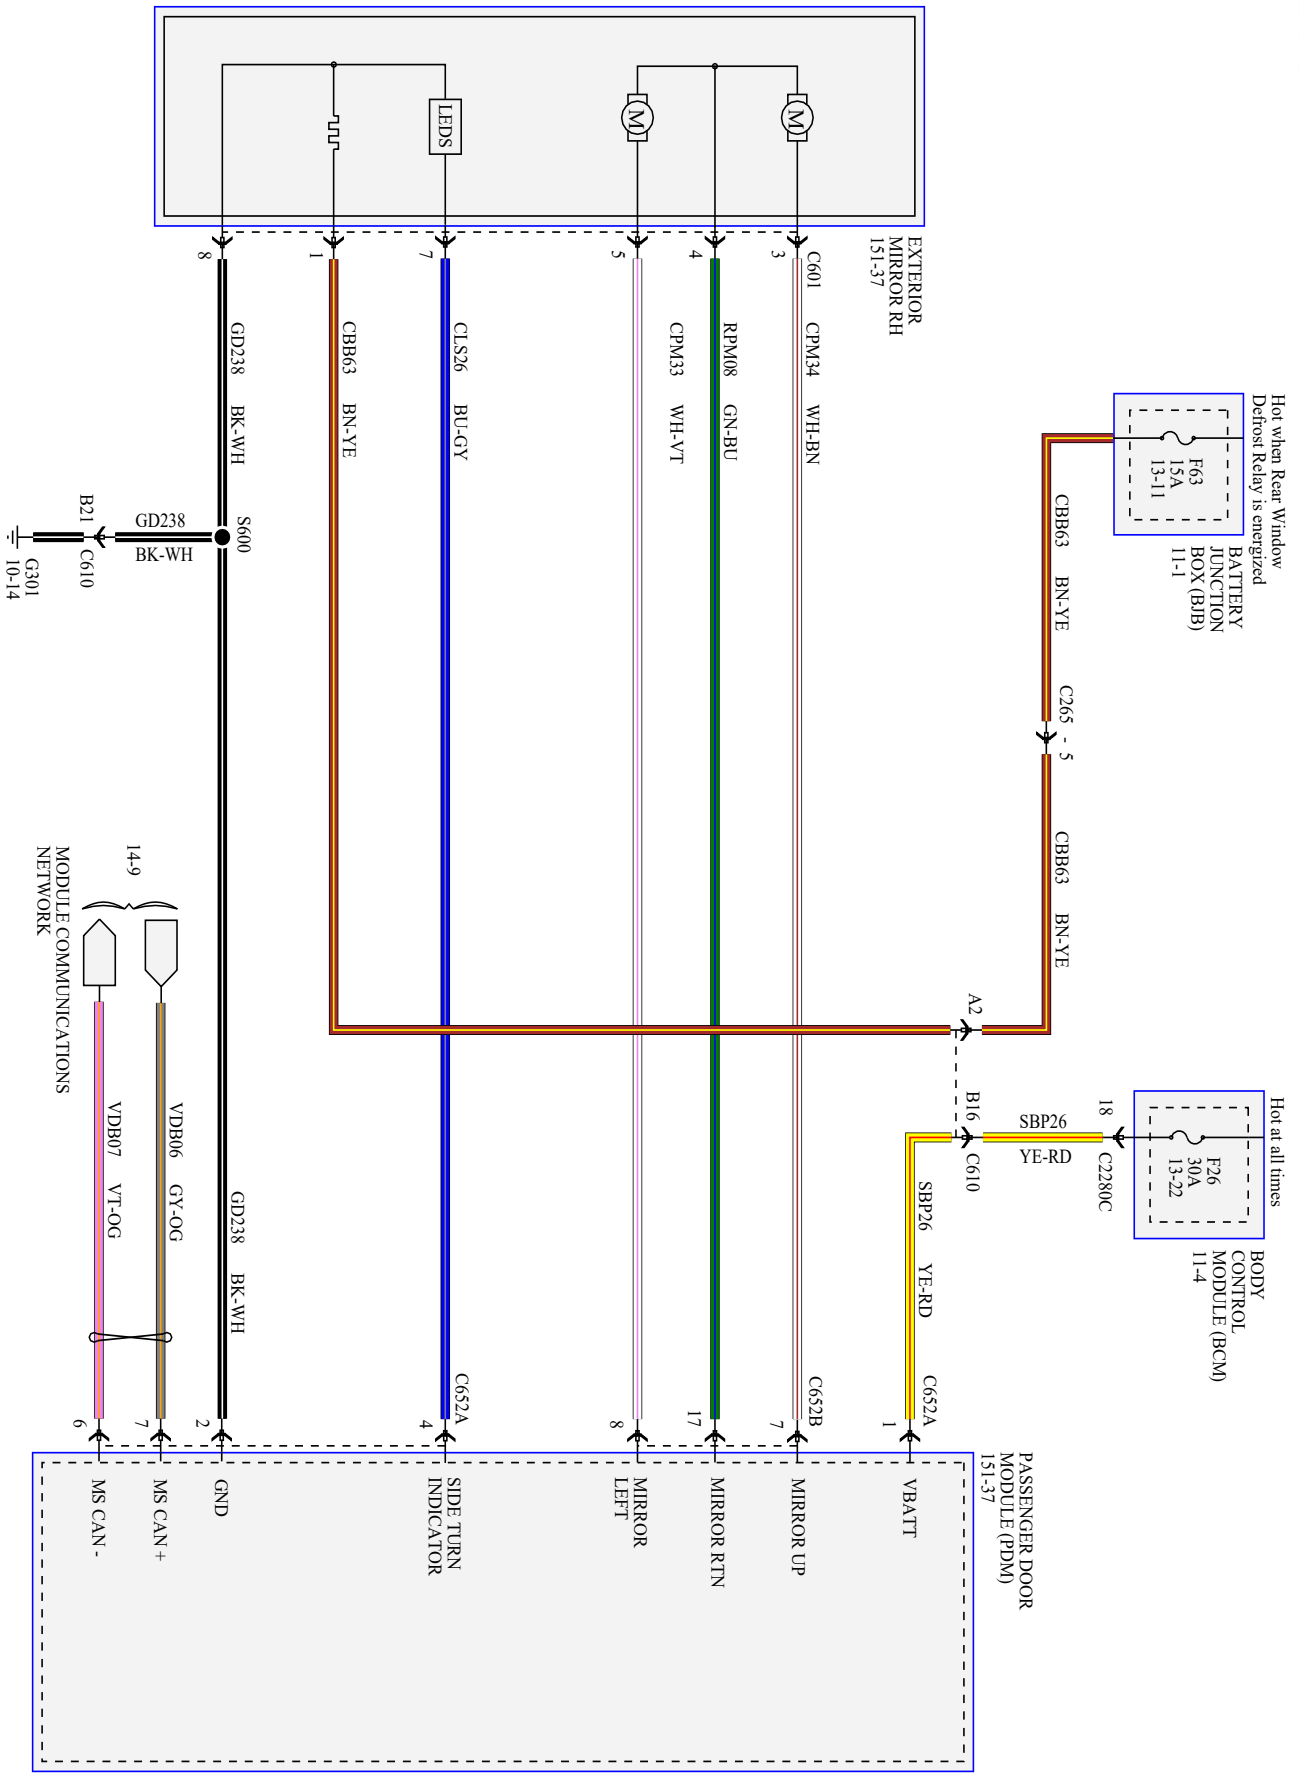 Hot when Rear Window
Defrost Relay is energized
F63
15A
13-11
BATTERY
JUNCTION
BOX (BJB)
11-1
Hot at all times
F26
30A
13-22
BODY
CONTROL
MODULE (BCM)
11-4
CBB63
BN-YE
C265 - 5
CBB63
BN-YE
A2
18
C2280C
SBP26
YE-RD
B16
C610
SBP26
YE-RD
C652A
1
EXTERIOR
MIRROR RH
151-37
M
M
LEDS
C601
3
CPM34
WH-BN
C652B
7
4
RPM08
GN-BU
17
5
CPM33
WH-VT
8
7
CLS26
BU-GY
C652A
4
1
CBB63
BN-YE
8
GD238
BK-WH
S600
GD238
BK-WH
2
GD238
BK-WH
B21
C610
G301
10-14
14-9
MODULE COMMUNICATIONS
NETWORK
VDB06
GY-OG
7
VDB07
VT-OG
6
PASSENGER DOOR
MODULE (PDM)
151-37
VBATT
MIRROR UP
MIRROR RTN
MIRROR
LEFT
SIDE TURN
INDICATOR
GND
MS CAN +
MS CAN -